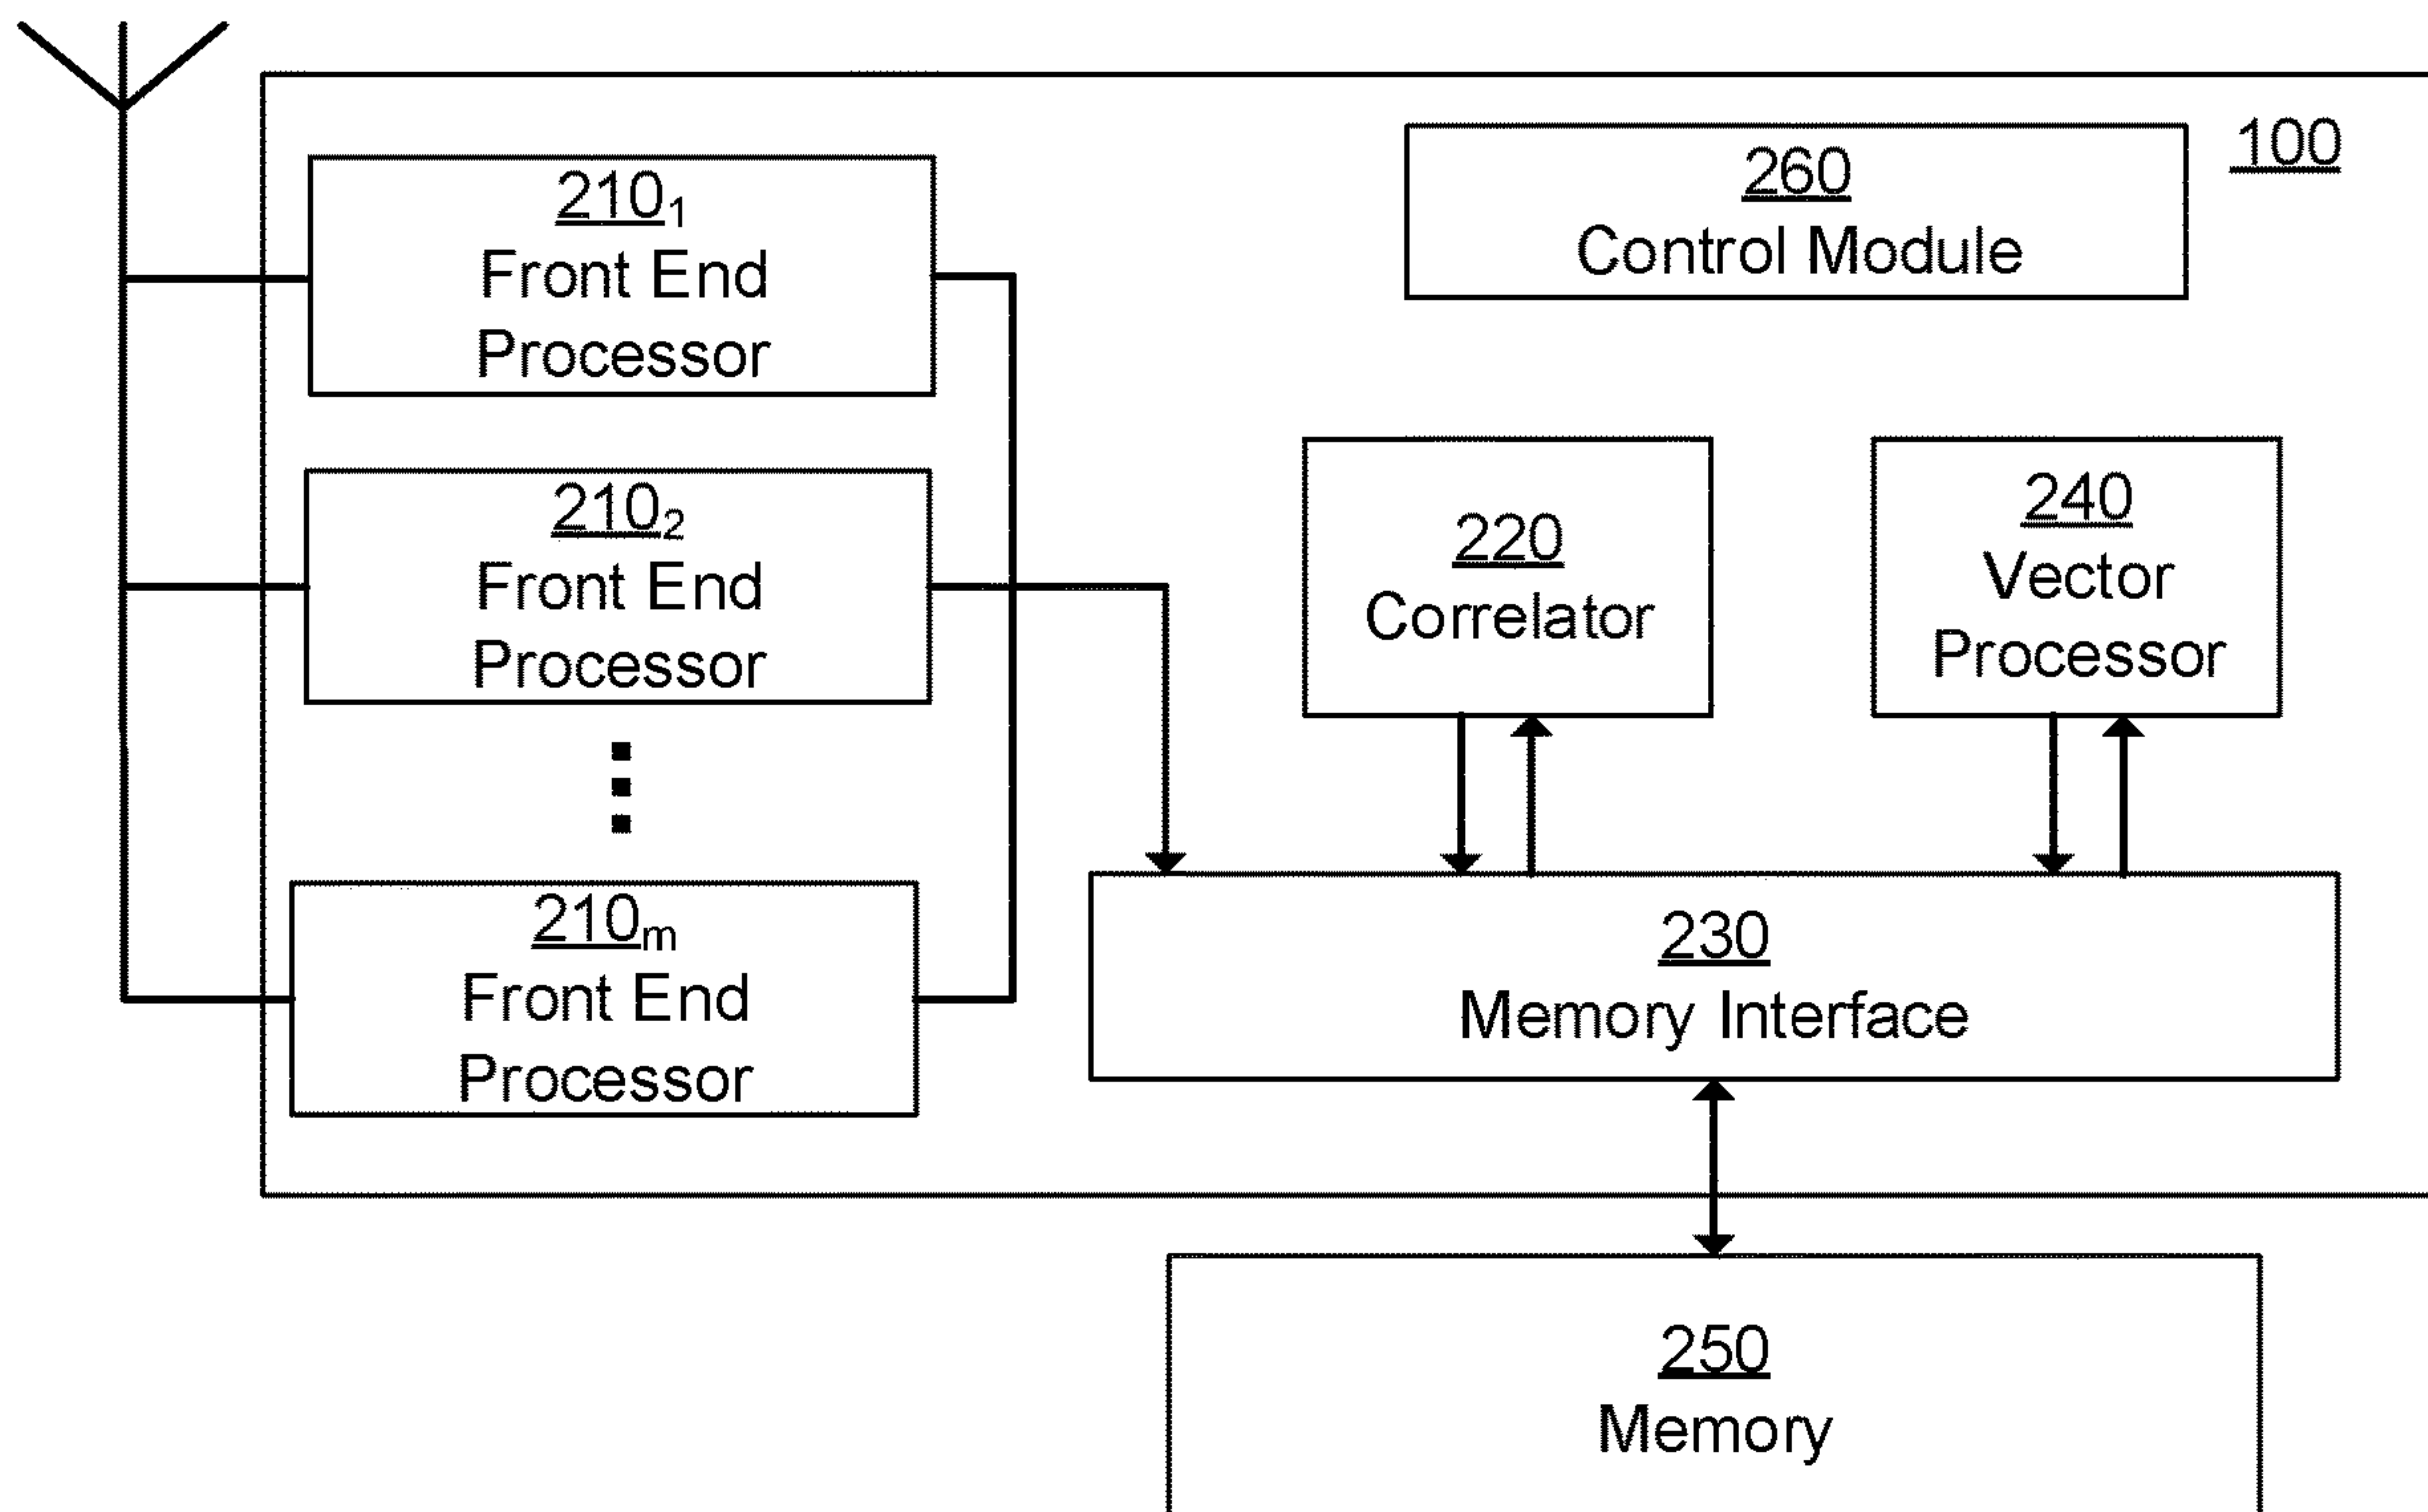 100
260
Control Module
210₁
Front End
Processor
210₂
Front End
Processor
220
Correlator
240
Vector
Processor
210ₘ
Front End
Processor
230
Memory Interface
250
Memory